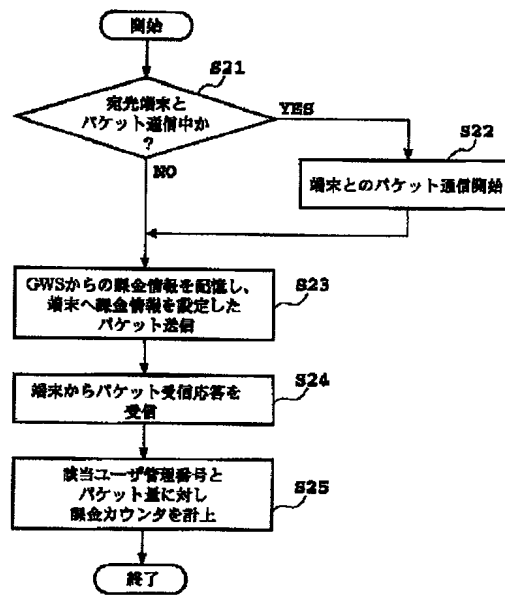 開始
S21
宛先端末と
パケット通信中か
?
YES
NO
S22
端末とのパケット通信開始
GWSからの課金情報を記憶し、
端末へ課金情報を設定した
パケット送信
S23
端末からパケット受信応答を
受信
S24
該当ユーザ管理番号と
パケット量に対し
課金カウンタを計上
S25
終了